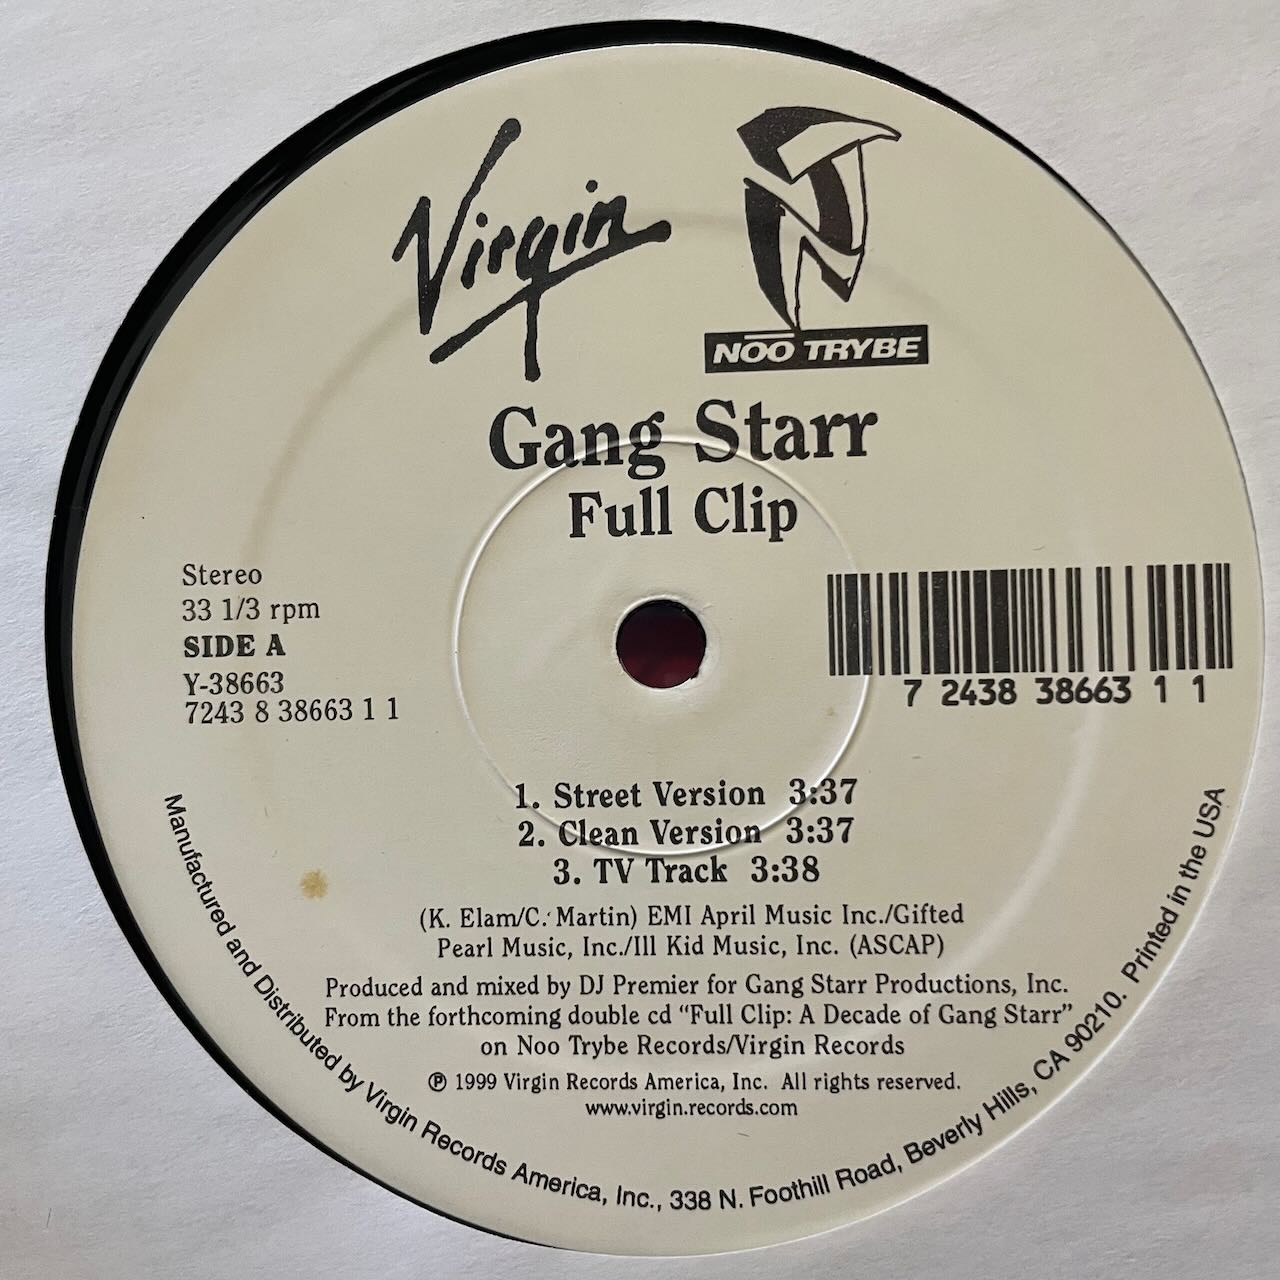 Virgin
NOO TRYBE
Gang Starr
Full Clip
Stereo
33 1/3 rpm
SIDE A
Y-38663
7243 8 38663 1 1
7 2438 38663 1 1
1. Street Version 3:37
2. Clean Version 3:37
3. TV Track 3:38
(K. Elam/C. Martin) EMI April Music Inc./Gifted
Pearl Music, Inc./Ill Kid Music, Inc. (ASCAP)
Produced and mixed by DJ Premier for Gang Starr Productions, Inc.
From the forthcoming double cd “Full Clip: A Decade of Gang Starr”
on Noo Trybe Records/Virgin Records
℗ 1999 Virgin Records America, Inc. All rights reserved.
www.virgin.records.com
Manufactured and Distributed by Virgin Records America, Inc., 338 N. Foothill Road, Beverly Hills, CA 90210. Printed in the USA